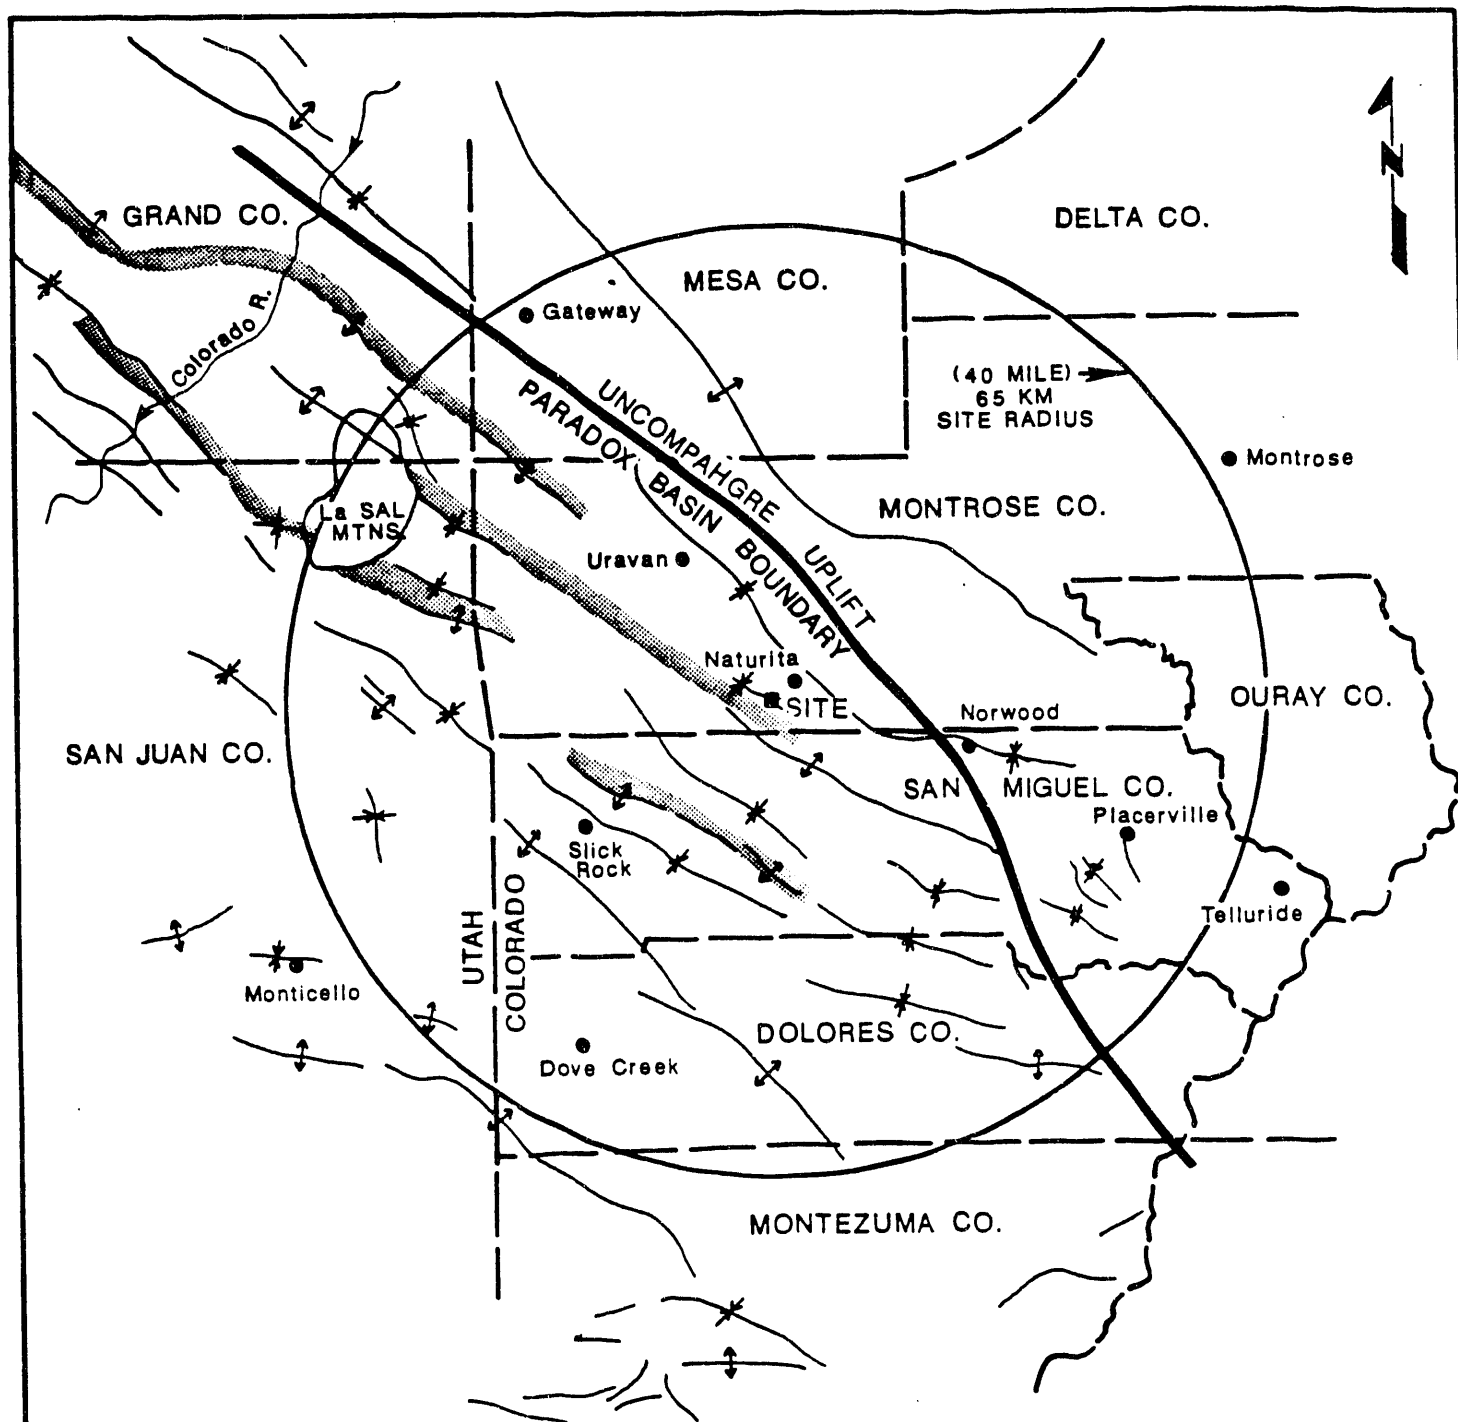 N
GRAND CO.
DELTA CO.
MESA CO.
Gateway
Colorado R.
(40 MILE)
65 KM
SITE RADIUS
UNCOMPAHGRE UPLIFT
PARADOX BASIN BOUNDARY
Montrose
MONTROSE CO.
La SAL
MTNS.
Uravan
Naturita
SITE
OURAY CO.
Norwood
SAN JUAN CO.
SAN MIGUEL CO.
Placerville
Slick
Rock
Telluride
UTAH
COLORADO
Monticello
DOLORES CO.
Dove Creek
MONTEZUMA CO.